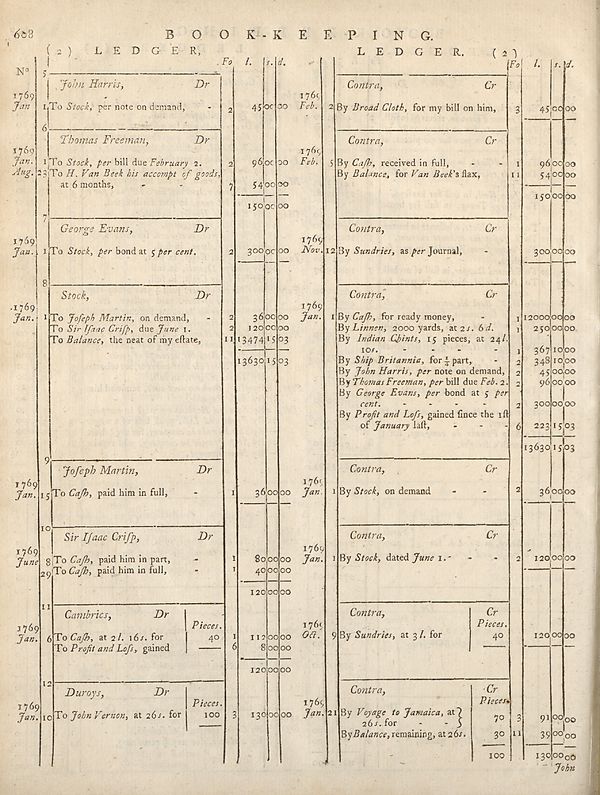 608 BOOK-KEEPING.
(2) LEDGER,
No Fo l. s. d.
5 John Harris, Dr
1769
Jan 1 To Stock, per note on demand, - 2 45 00 00
6 Thomas Freeman, Dr
1769
Jan. 1 To Stock, per bill due February 2. 2 96 00 00
Aug. 23 To H. Van Beek his accompt of goods,
at 6 months, - - 7 54 00 00
150 00 00
7 George Evans, Dr
1769
Jan. 1 To Stock, per bond at 5 per cent. 2 300 00 00
8 Stock, Dr
1769
Jan. 1 To Joſeph Martin, on demand, - 2 36 00 00
To Sir Iſaac Criſp, due June 1. 2 120 00 00
To Balance, the neat of my eſtate, 11 13474 15 03
13630 15 03
9 Joſeph Martin, Dr
1769
Jan. 15 To Caſh, paid him in full, - 1 36 00 00
10 Sir Iſaac Criſp, Dr
1769
June 8 To Caſh, paid him in part, - 1 80 00 00
29 To Caſh, paid him in full, - 1 40 00 00
120 00 00
11 Cambrics, Dr
Pieces.
1769
Jan. 6 To Caſh, at 2 l. 16 s. for 40 1 112 00 00
To Profit and Loſs, gained 6 8 00 00
120 00 00
12 Duroys, Dr
Pieces.
1769
Jan. 10 To John Vernon, at 26 s. for 100 3 130 00 00
LEDGER. (2)
Fo l. s. d.
Contra, Cr
1769
Feb. 2 By Broad Cloth, for my bill on him, 3 45 00 00
Contra, Cr
1769
Feb. 5 By Caſh, received in full, - - 1 96 00 00
By Balance, for Van Beek's flax, 11 54 00 00
150 00 00
Contra, Cr
1769
Nov. 12 By Sundries, as per Journal, - 300 00 00
Contra, Cr
1769
Jan. 1 By Caſh, for ready money, - 1 12000 00 00
By Linnen, 2000 yards, at 2 s. 6 d. 1 250 00 00
By Indian Chints, 15 pieces, at 24 l.
10 s. - - - - 1 367 10 00
By Ship Britannia, for part, - 2 348 10 00
By John Harris, per note on demand, 2 45 00 00
By Thomas Freeman, per bill due Feb. 2. 2 96 00 00
By George Evans, per bond at 5 per
cent. - - - - 2 300 00 00
By Profit and Loſs, gained ſince the 1ſt
of January laſt, - - - 6 223 15 03
13630 15 03
Contra, Cr
1769
Jan. 1 By Stock, on demand - - 2 36 00 00
Contra, Cr
1769
Jan. 1 By Stock, dated June 1. - - - 2 120 00 00
Contra, Cr
Pieces.
1769
Oct. 9 By Sundries, at 3 l. for 40 120 00 00
Contra, Cr
Pieces.
1769
Jan. 21 By Voyage to Jamaica, at
26 s. for - - 70 3 91 00 00
By Balance, remaining, at 26 s. 30 11 39 00 00
100 130 00 00
John